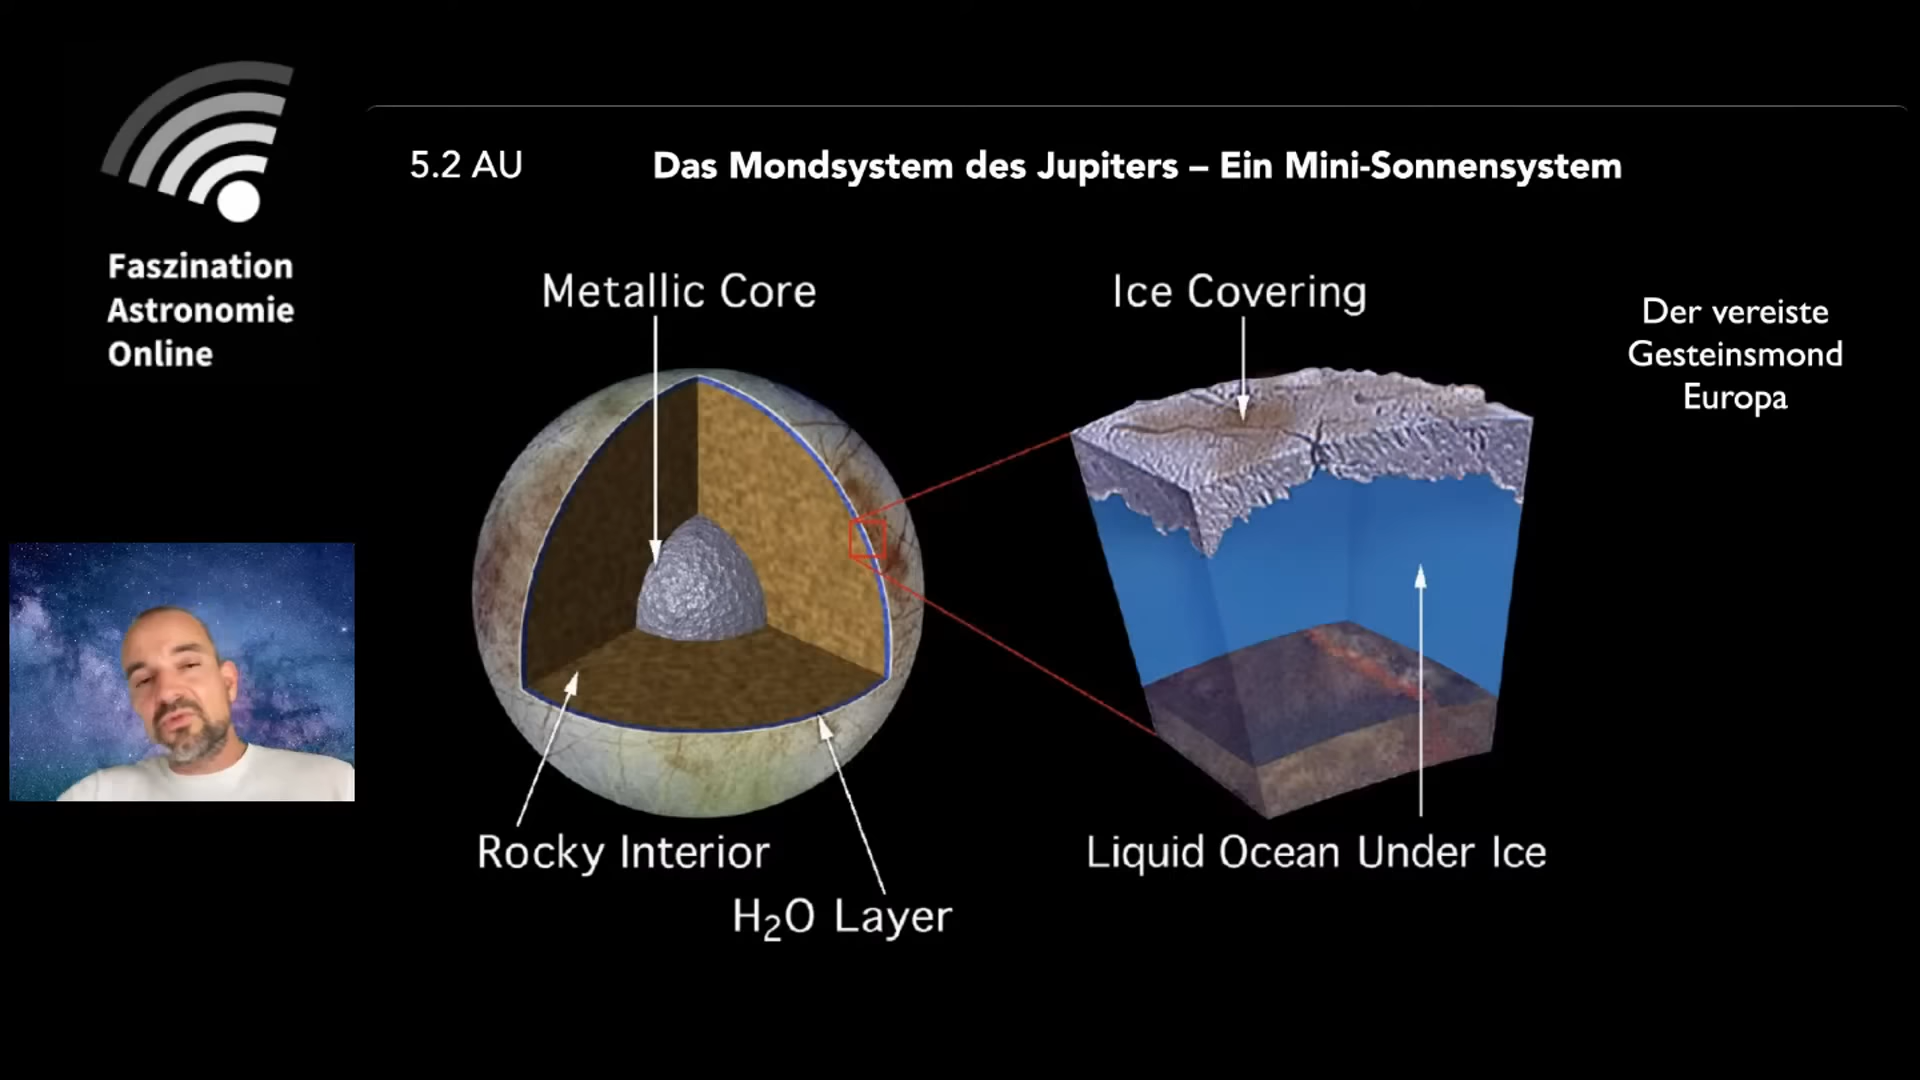 Faszination
Astronomie
Online
5.2 AU
Das Mondsystem des Jupiters – Ein Mini-Sonnensystem
Metallic Core
Ice Covering
Der vereiste
Gesteinsmond
Europa
Rocky Interior
H₂O Layer
Liquid Ocean Under Ice